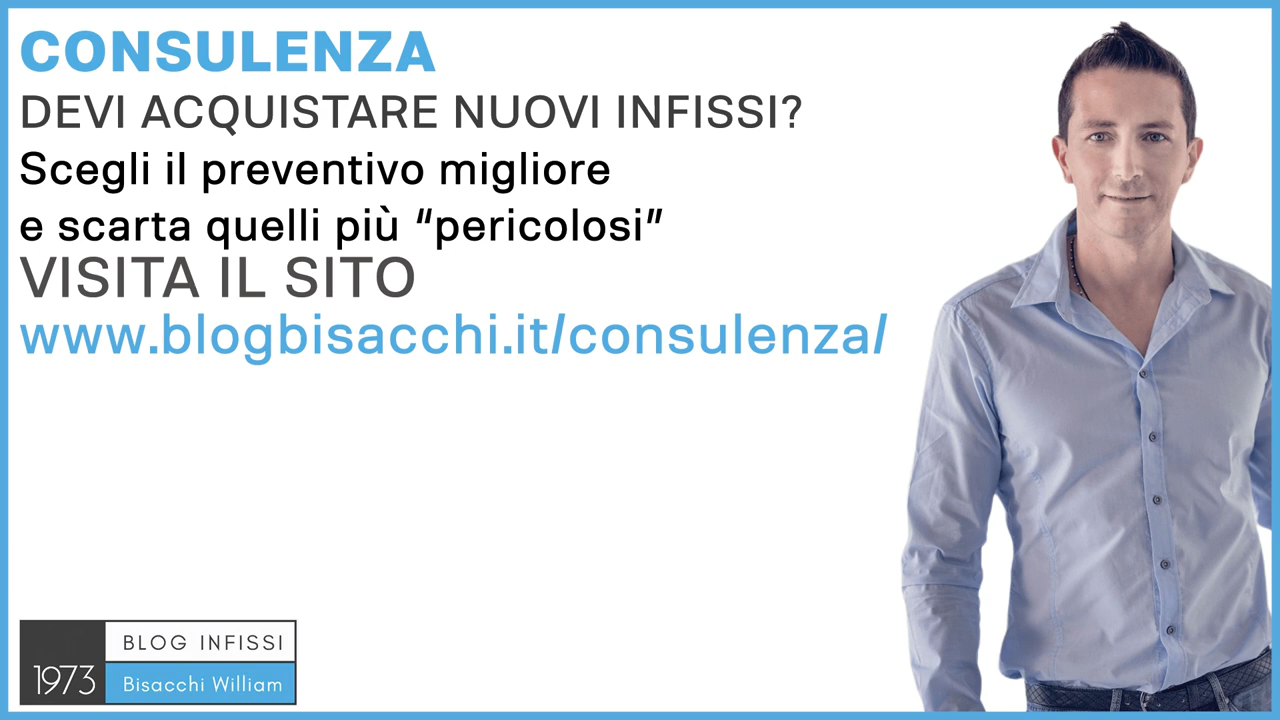 CONSULENZA
DEVI ACQUISTARE NUOVI INFISSI?
Scegli il preventivo migliore
e scarta quelli più “pericolosi”
VISITA IL SITO
www.blogbisacchi.it/consulenza/
BLOG INFISSI
1973
Bisacchi William